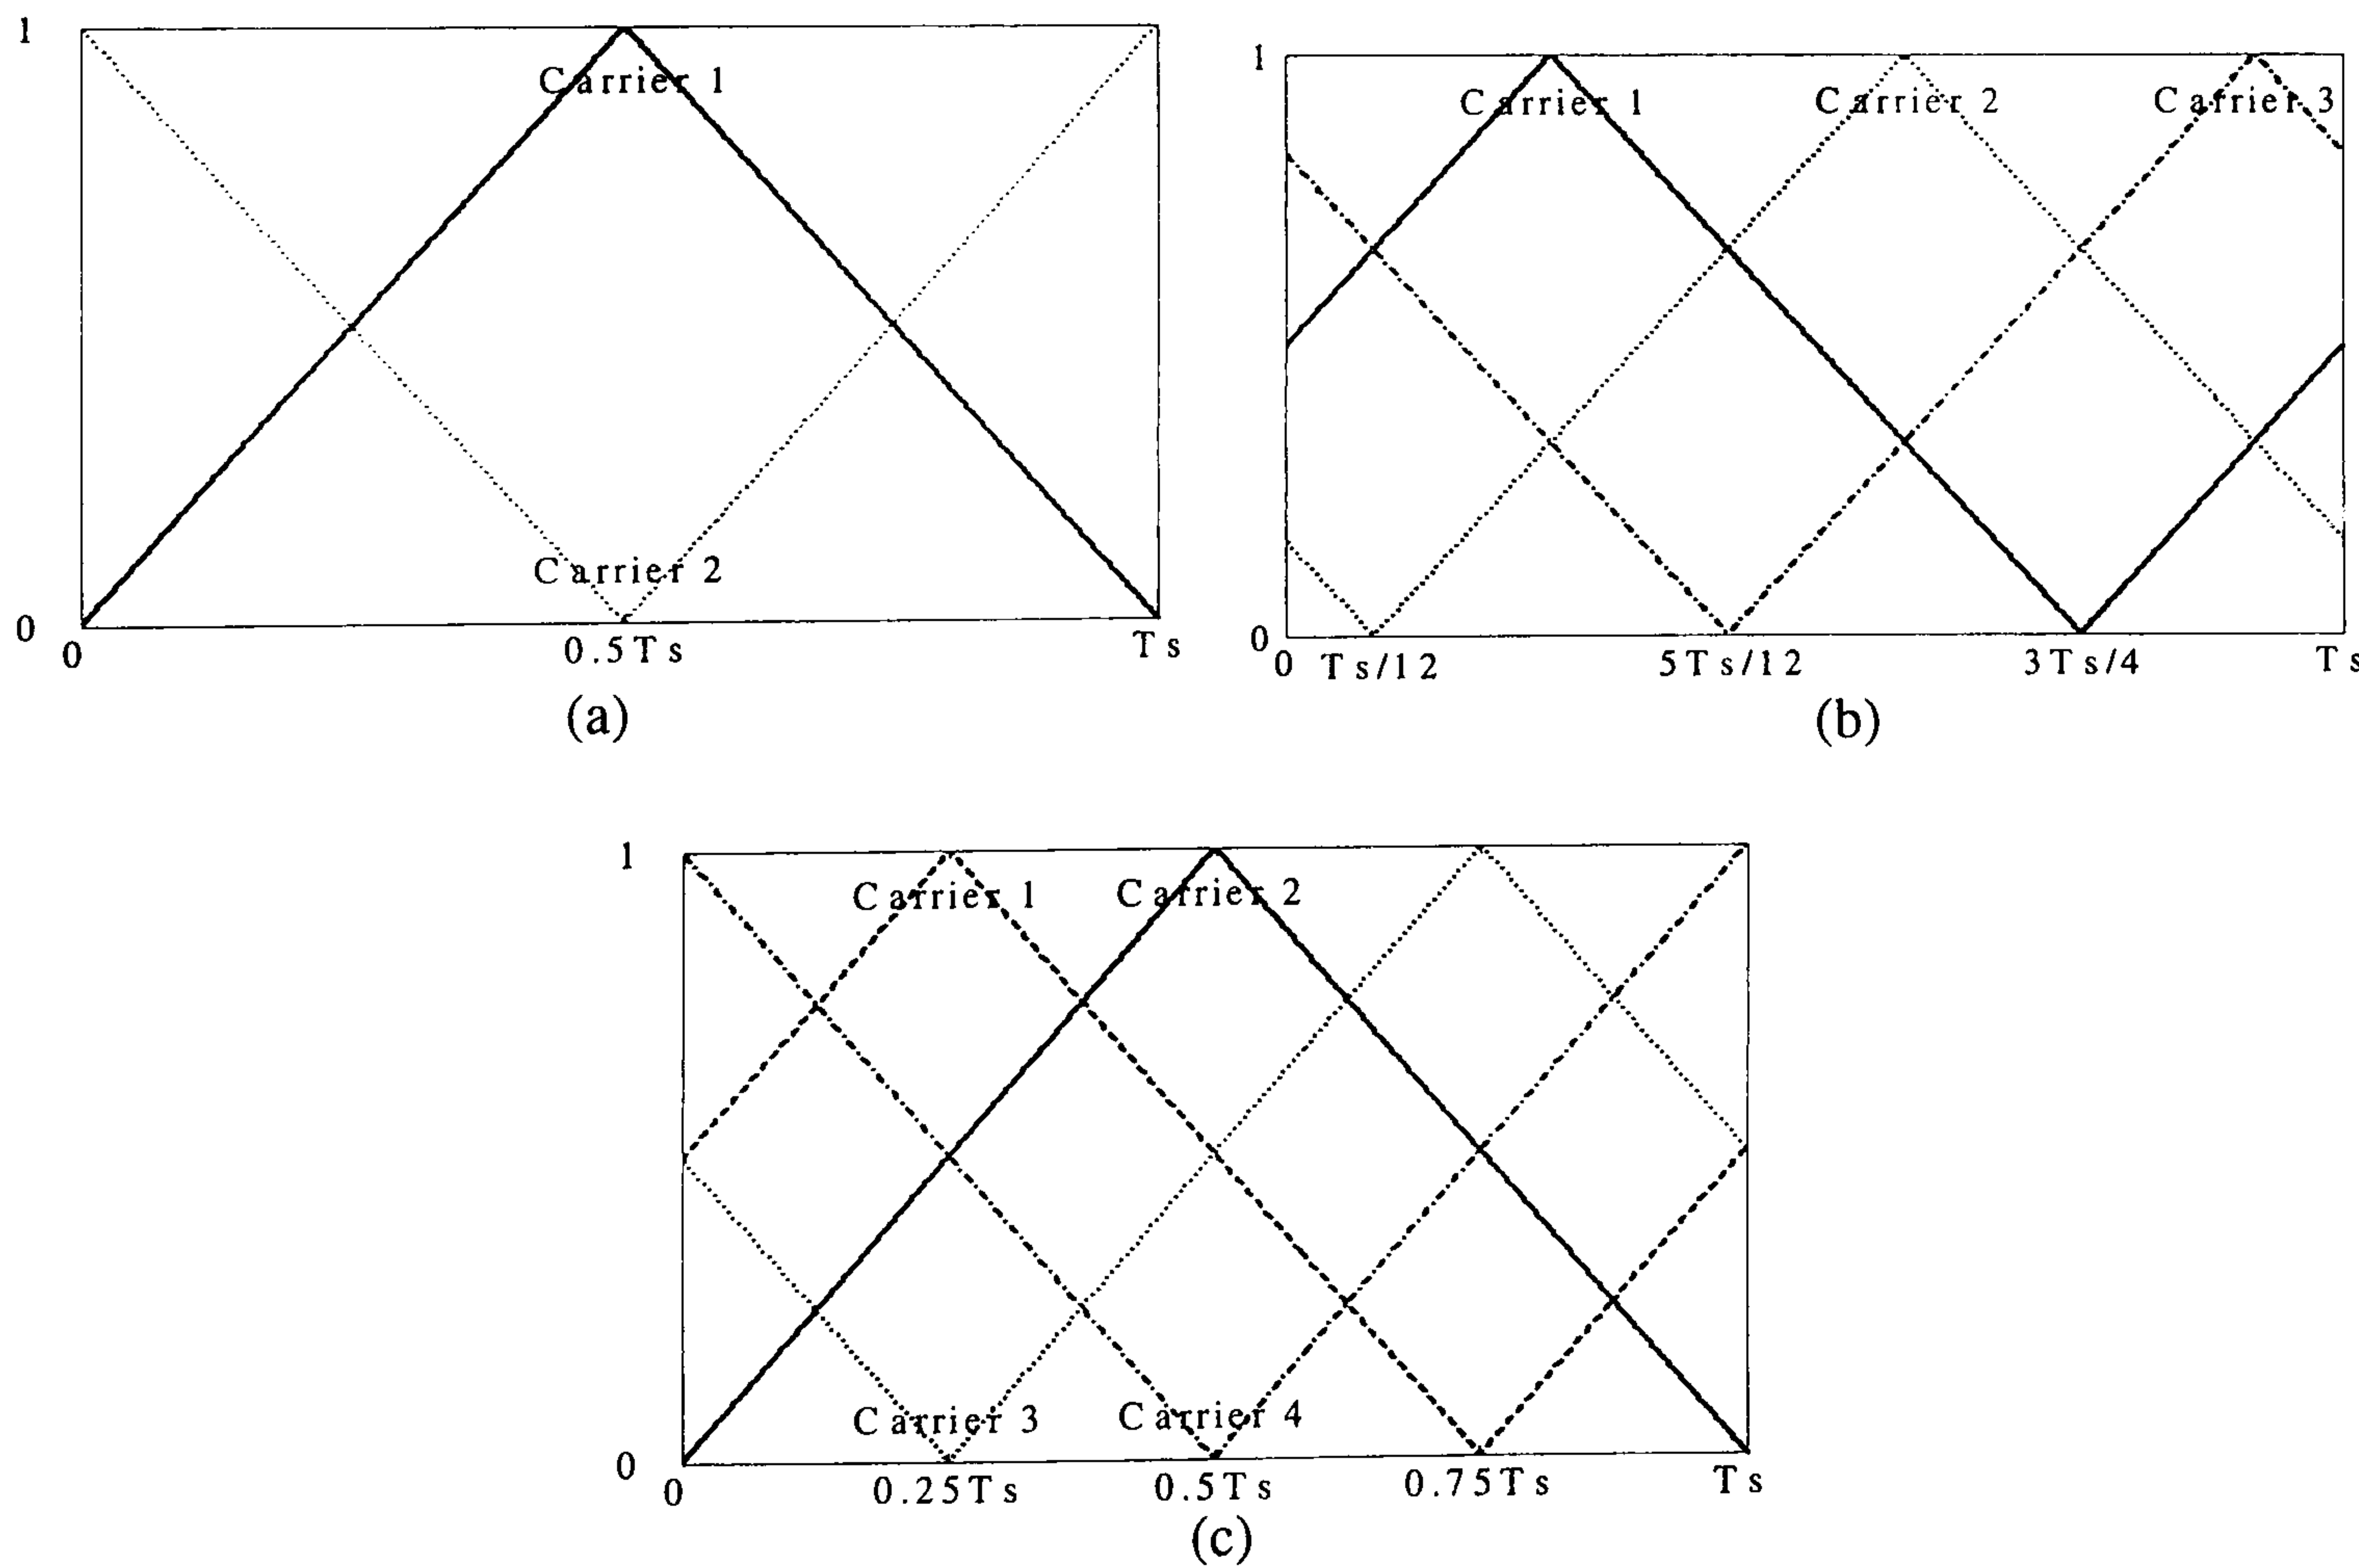 1
Carrier 1
Carrier 2
0
0 0.5Ts Ts
(a)
1
Carrier 1 Carrier 2 Carrier 3
0
0 Ts/12 5Ts/12 3Ts/4 Ts
(b)
1
Carrier 1 Carrier 2
Carrier 3 Carrier 4
0
0 0.25Ts 0.5Ts 0.75Ts Ts
(c)